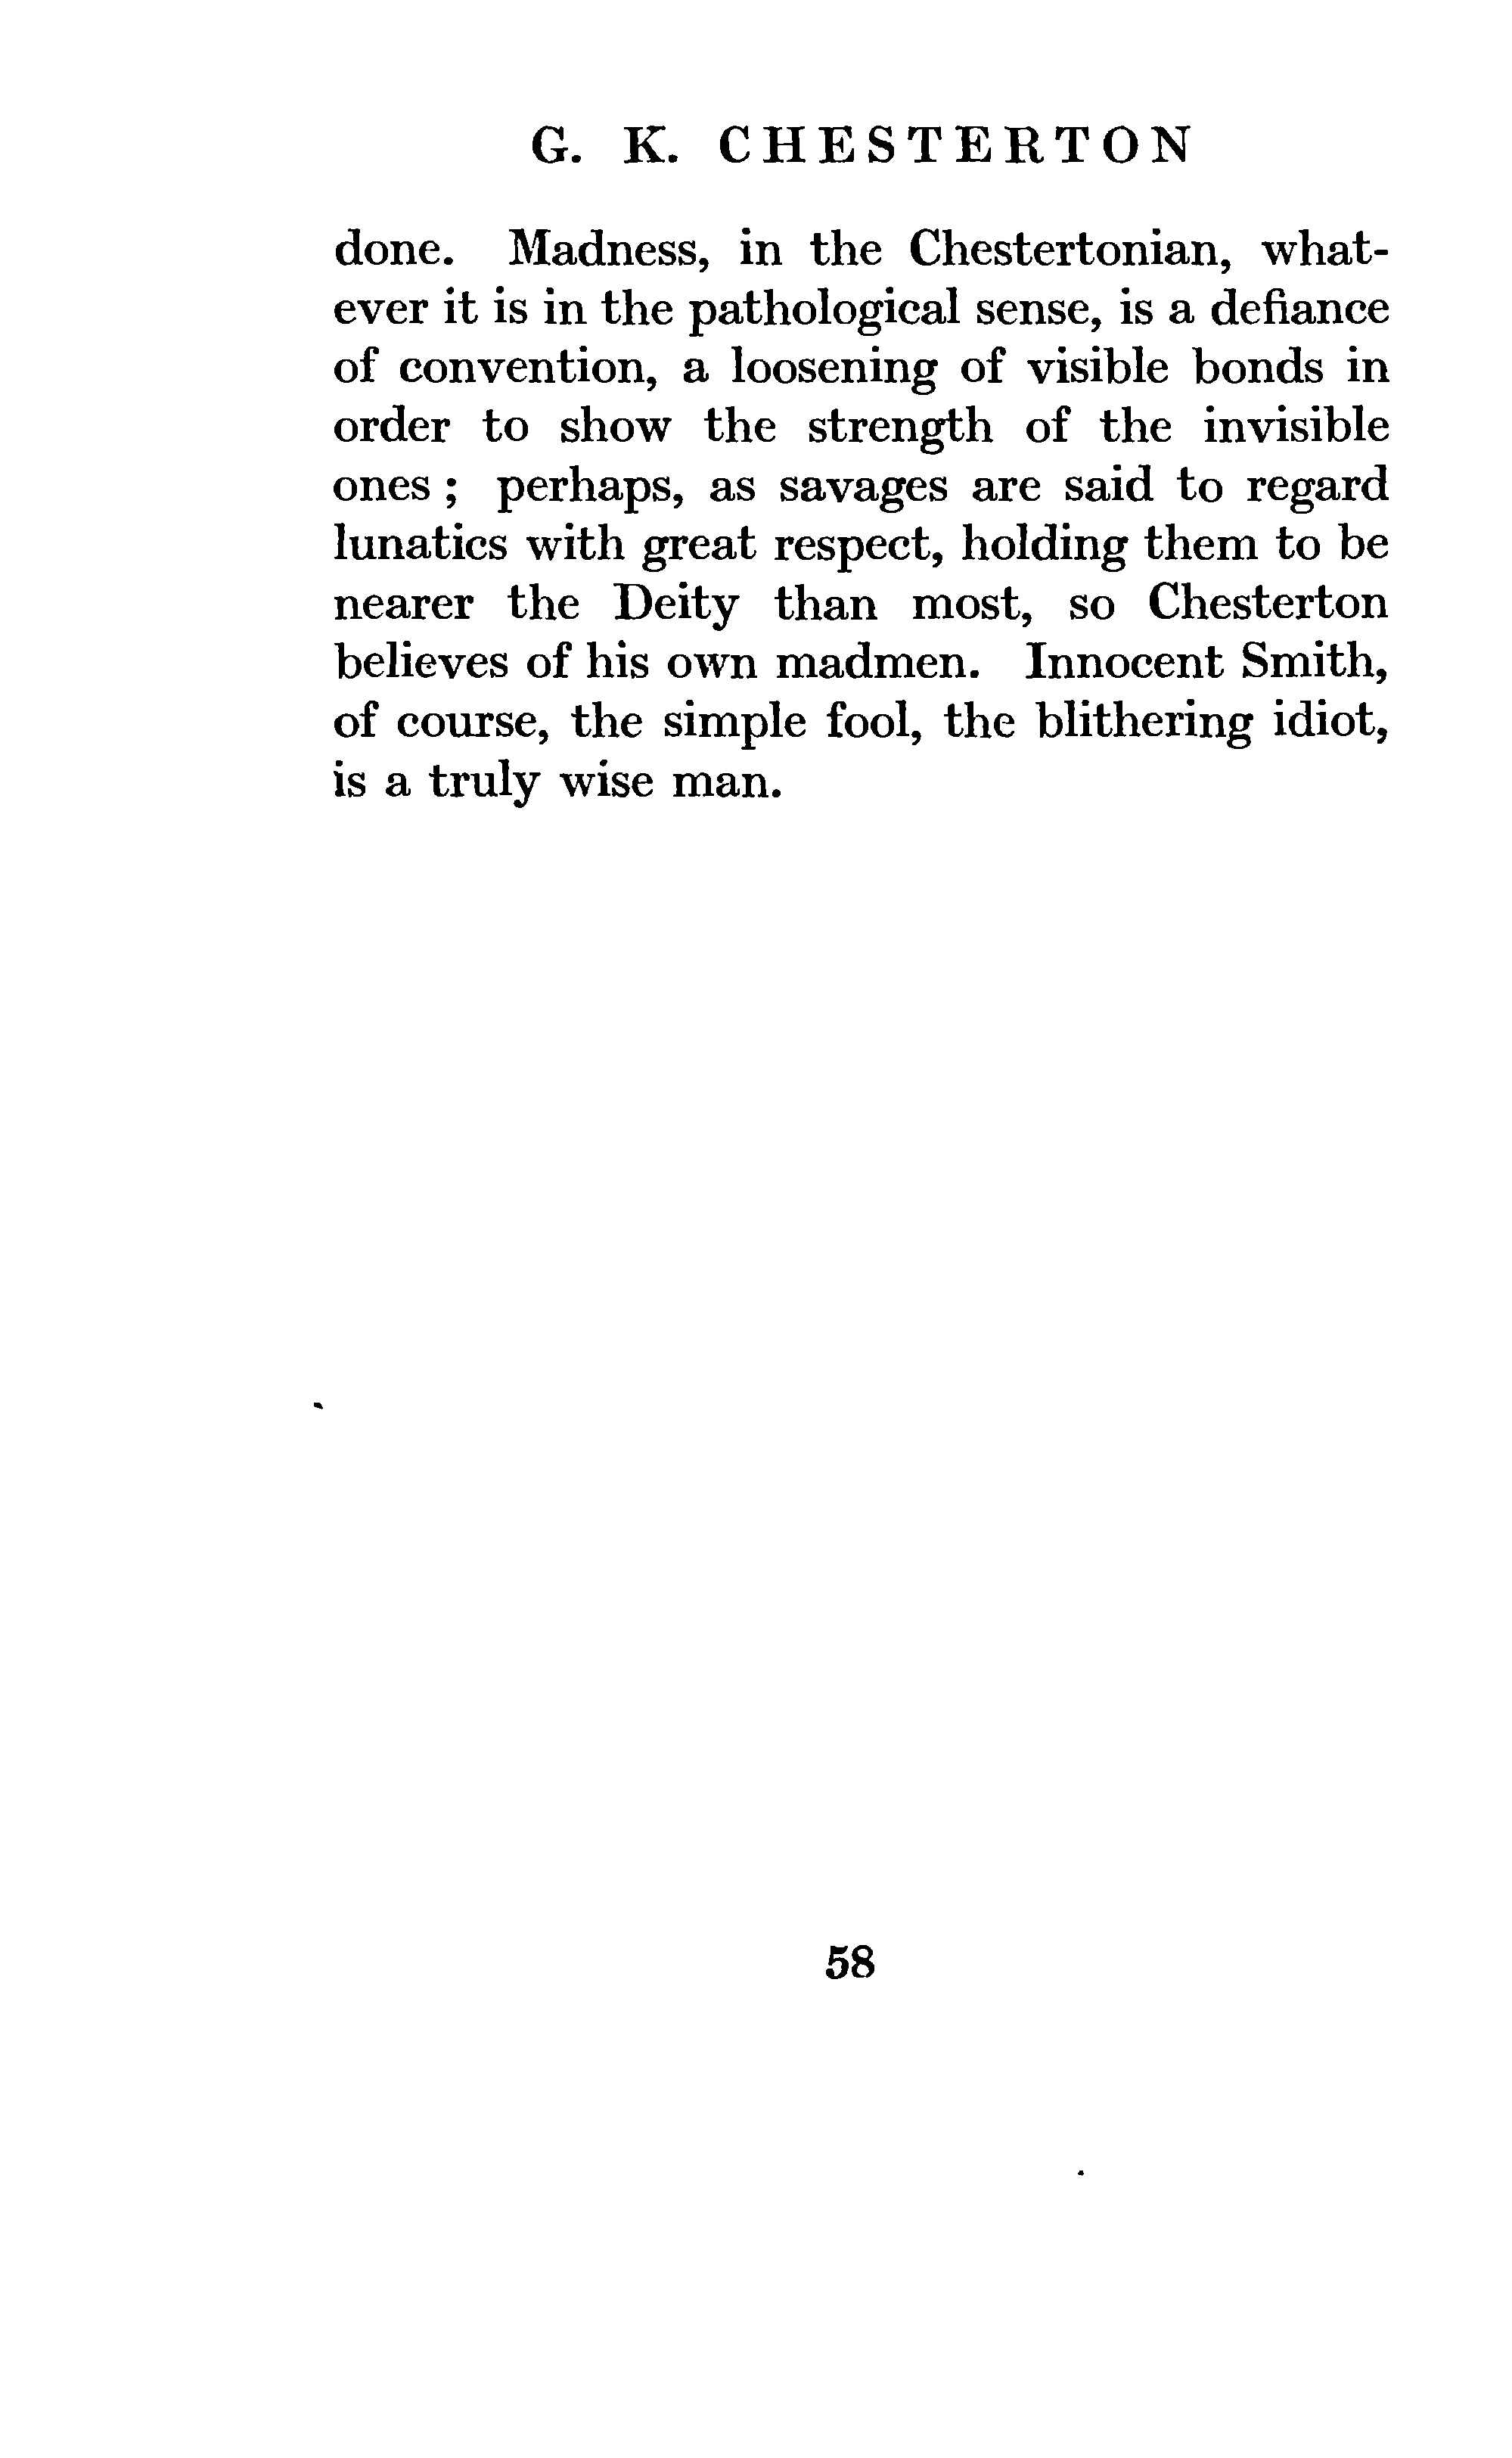 G. K. CHESTERTON
done. Madness, in the Chestertonian, what-
ever it is in the pathological sense, is a defiance
of convention, a loosening of visible bonds in
order to show the strength of the invisible
ones ; perhaps, as savages are said to regard
lunatics with great respect, holding them to be
nearer the Deity than most, so Chesterton
believes of his own madmen. Innocent Smith,
of course, the simple fool, the blithering idiot,
is a truly wise man.
58